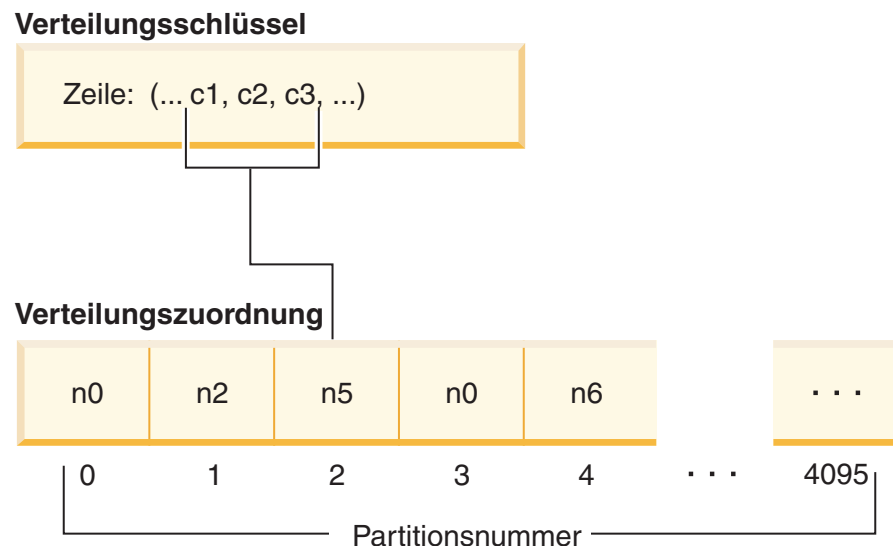 Verteilungsschlüssel
Zeile: (... c1, c2, c3, ...)
Verteilungszuordnung
n0 n2 n5 n0 n6 . . .
0 1 2 3 4 . . . 4095
Partitionsnummer